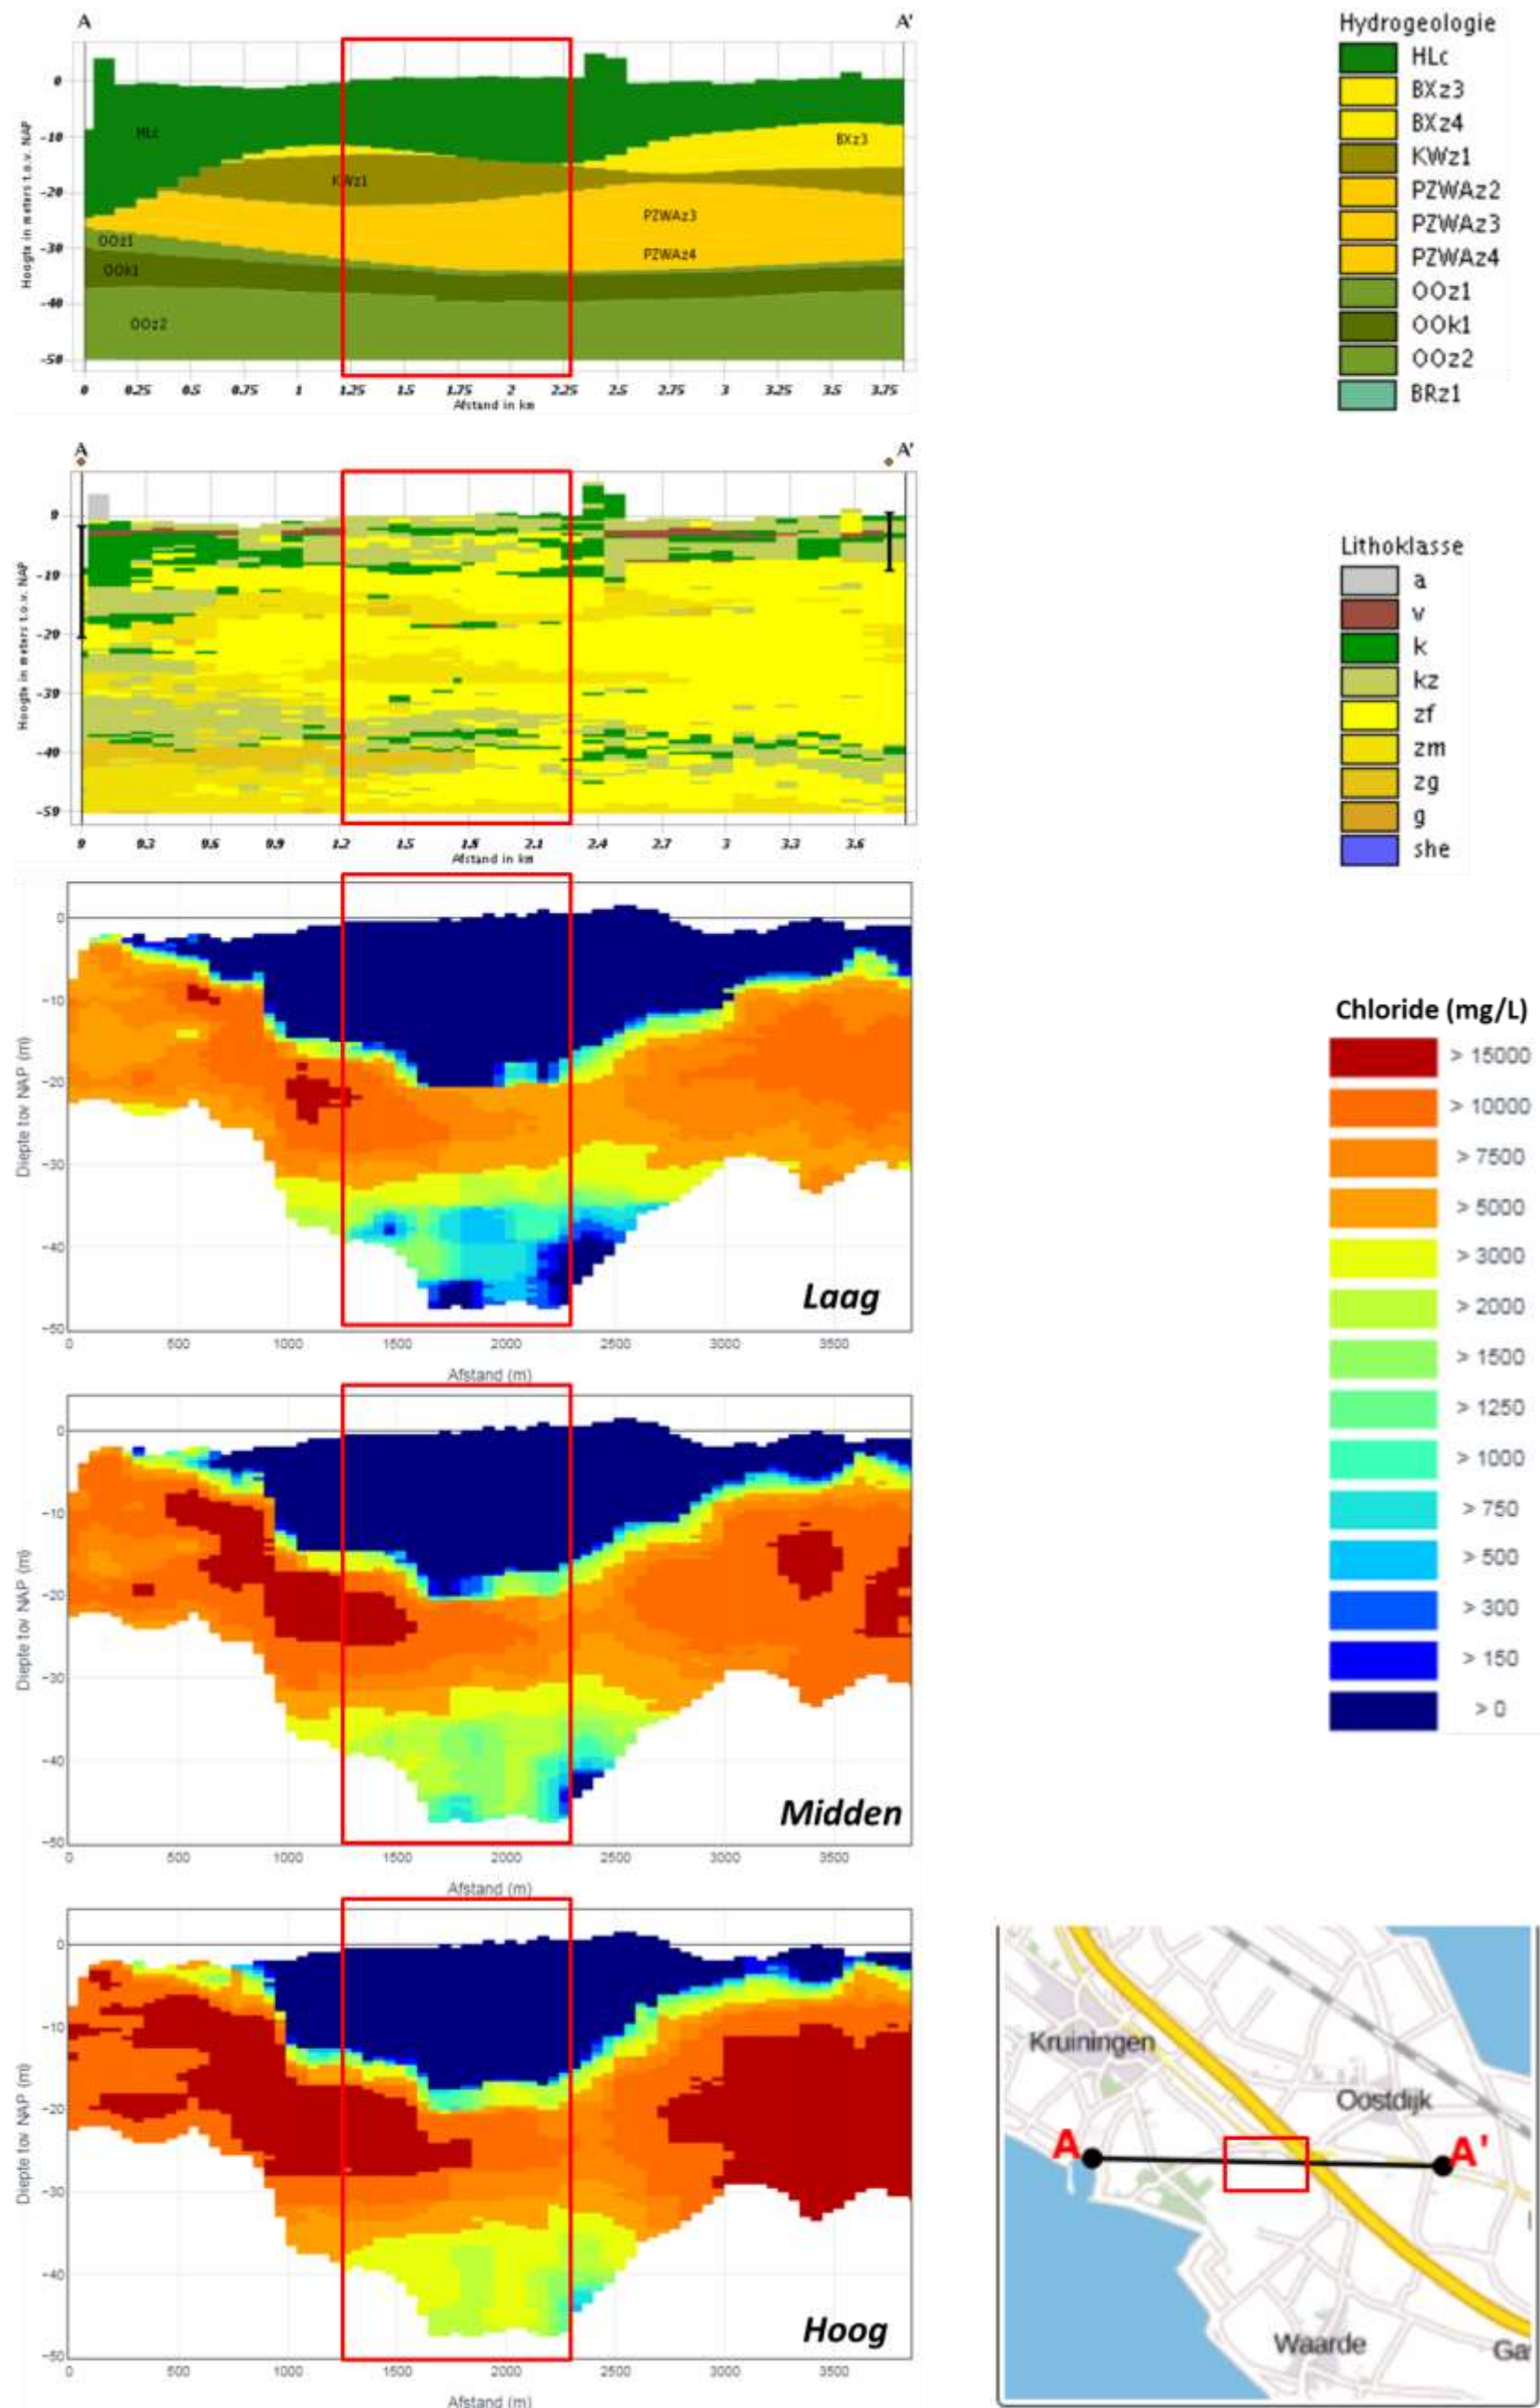 A A'
0
-10
-20
-30
-40
-50
Hoogte in meters t.o.v. NAP
HLc
BXz3
KWz1
PZWAz3
PZWAz4
OOz1
OOk1
OOz2
0 0.25 0.5 0.75 1 1.25 1.5 1.75 2 2.25 2.5 2.75 3 3.25 3.5 3.75
Afstand in km
Hydrogeologie
HLc
BXz3
BXz4
KWz1
PZWAz2
PZWAz3
PZWAz4
OOz1
OOk1
OOz2
BRz1
A A'
0
-10
-20
-30
-40
-50
Hoogte in meters t.o.v. NAP
0 0.3 0.6 0.9 1.2 1.5 1.8 2.1 2.4 2.7 3 3.3 3.6
Afstand in km
Lithoklasse
a
v
k
kz
zf
zm
zg
g
she
0
-10
-20
-30
-40
-50
Diepte tov NAP (m)
Laag
0 500 1000 1500 2000 2500 3000 3500
Afstand (m)
Chloride (mg/L)
> 15000
> 10000
> 7500
> 5000
> 3000
> 2000
> 1500
> 1250
> 1000
> 750
> 500
> 300
> 150
> 0
0
-10
-20
-30
-40
-50
Diepte tov NAP (m)
Midden
0 500 1000 1500 2000 2500 3000 3500
Afstand (m)
0
-10
-20
-30
-40
-50
Diepte tov NAP (m)
Hoog
0 500 1000 1500 2000 2500 3000 3500
Afstand (m)
Kruiningen
Oostdijk
A A'
Waarde
Ga